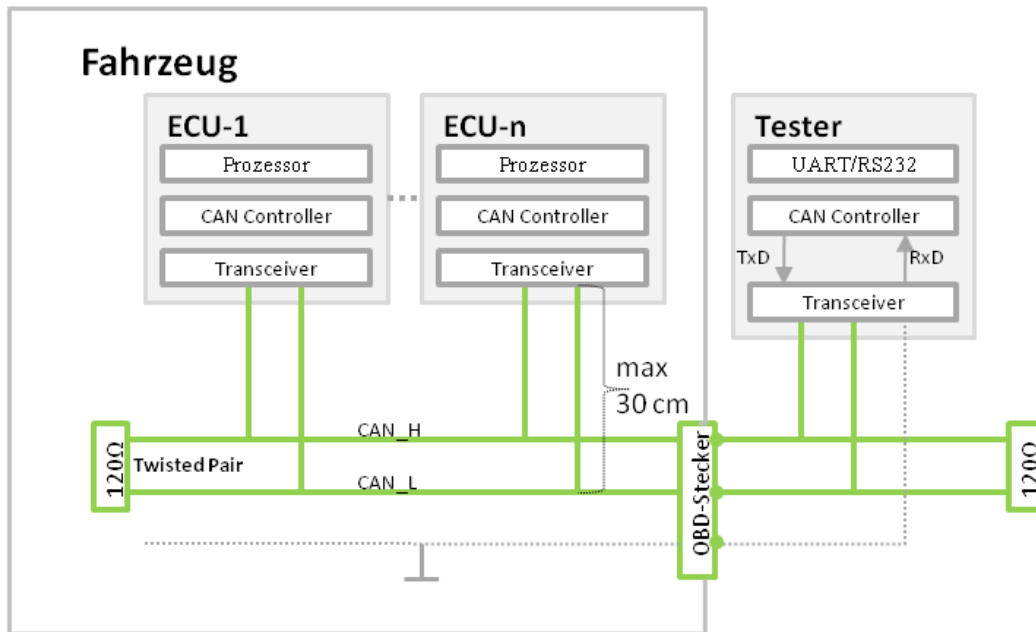 Fahrzeug
ECU-1
Prozessor
CAN Controller
Transceiver
ECU-n
Prozessor
CAN Controller
Transceiver
Tester
UART/RS232
CAN Controller
TxD
RxD
Transceiver
max
30 cm
CAN_H
CAN_L
120Ω
Twisted Pair
OBD-Stecker
120Ω